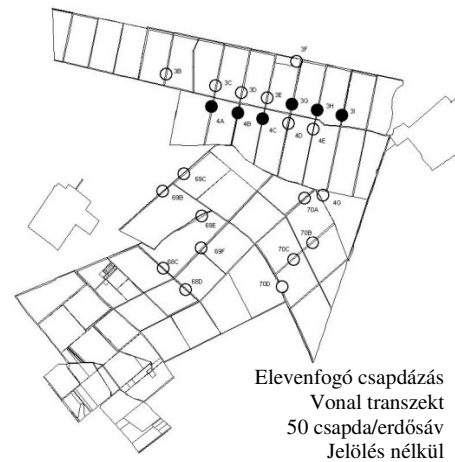 3F
3B
3C
3D
3E
3G
3H
3I
4A
4B
4C
4D
4E
69C
69B
70A
4G
69E
70B
69F
70C
68C
68D
70D
Elevenfogó csapdázás
Vonal transzekt
50 csapda/erdősáv
Jelölés nélkül